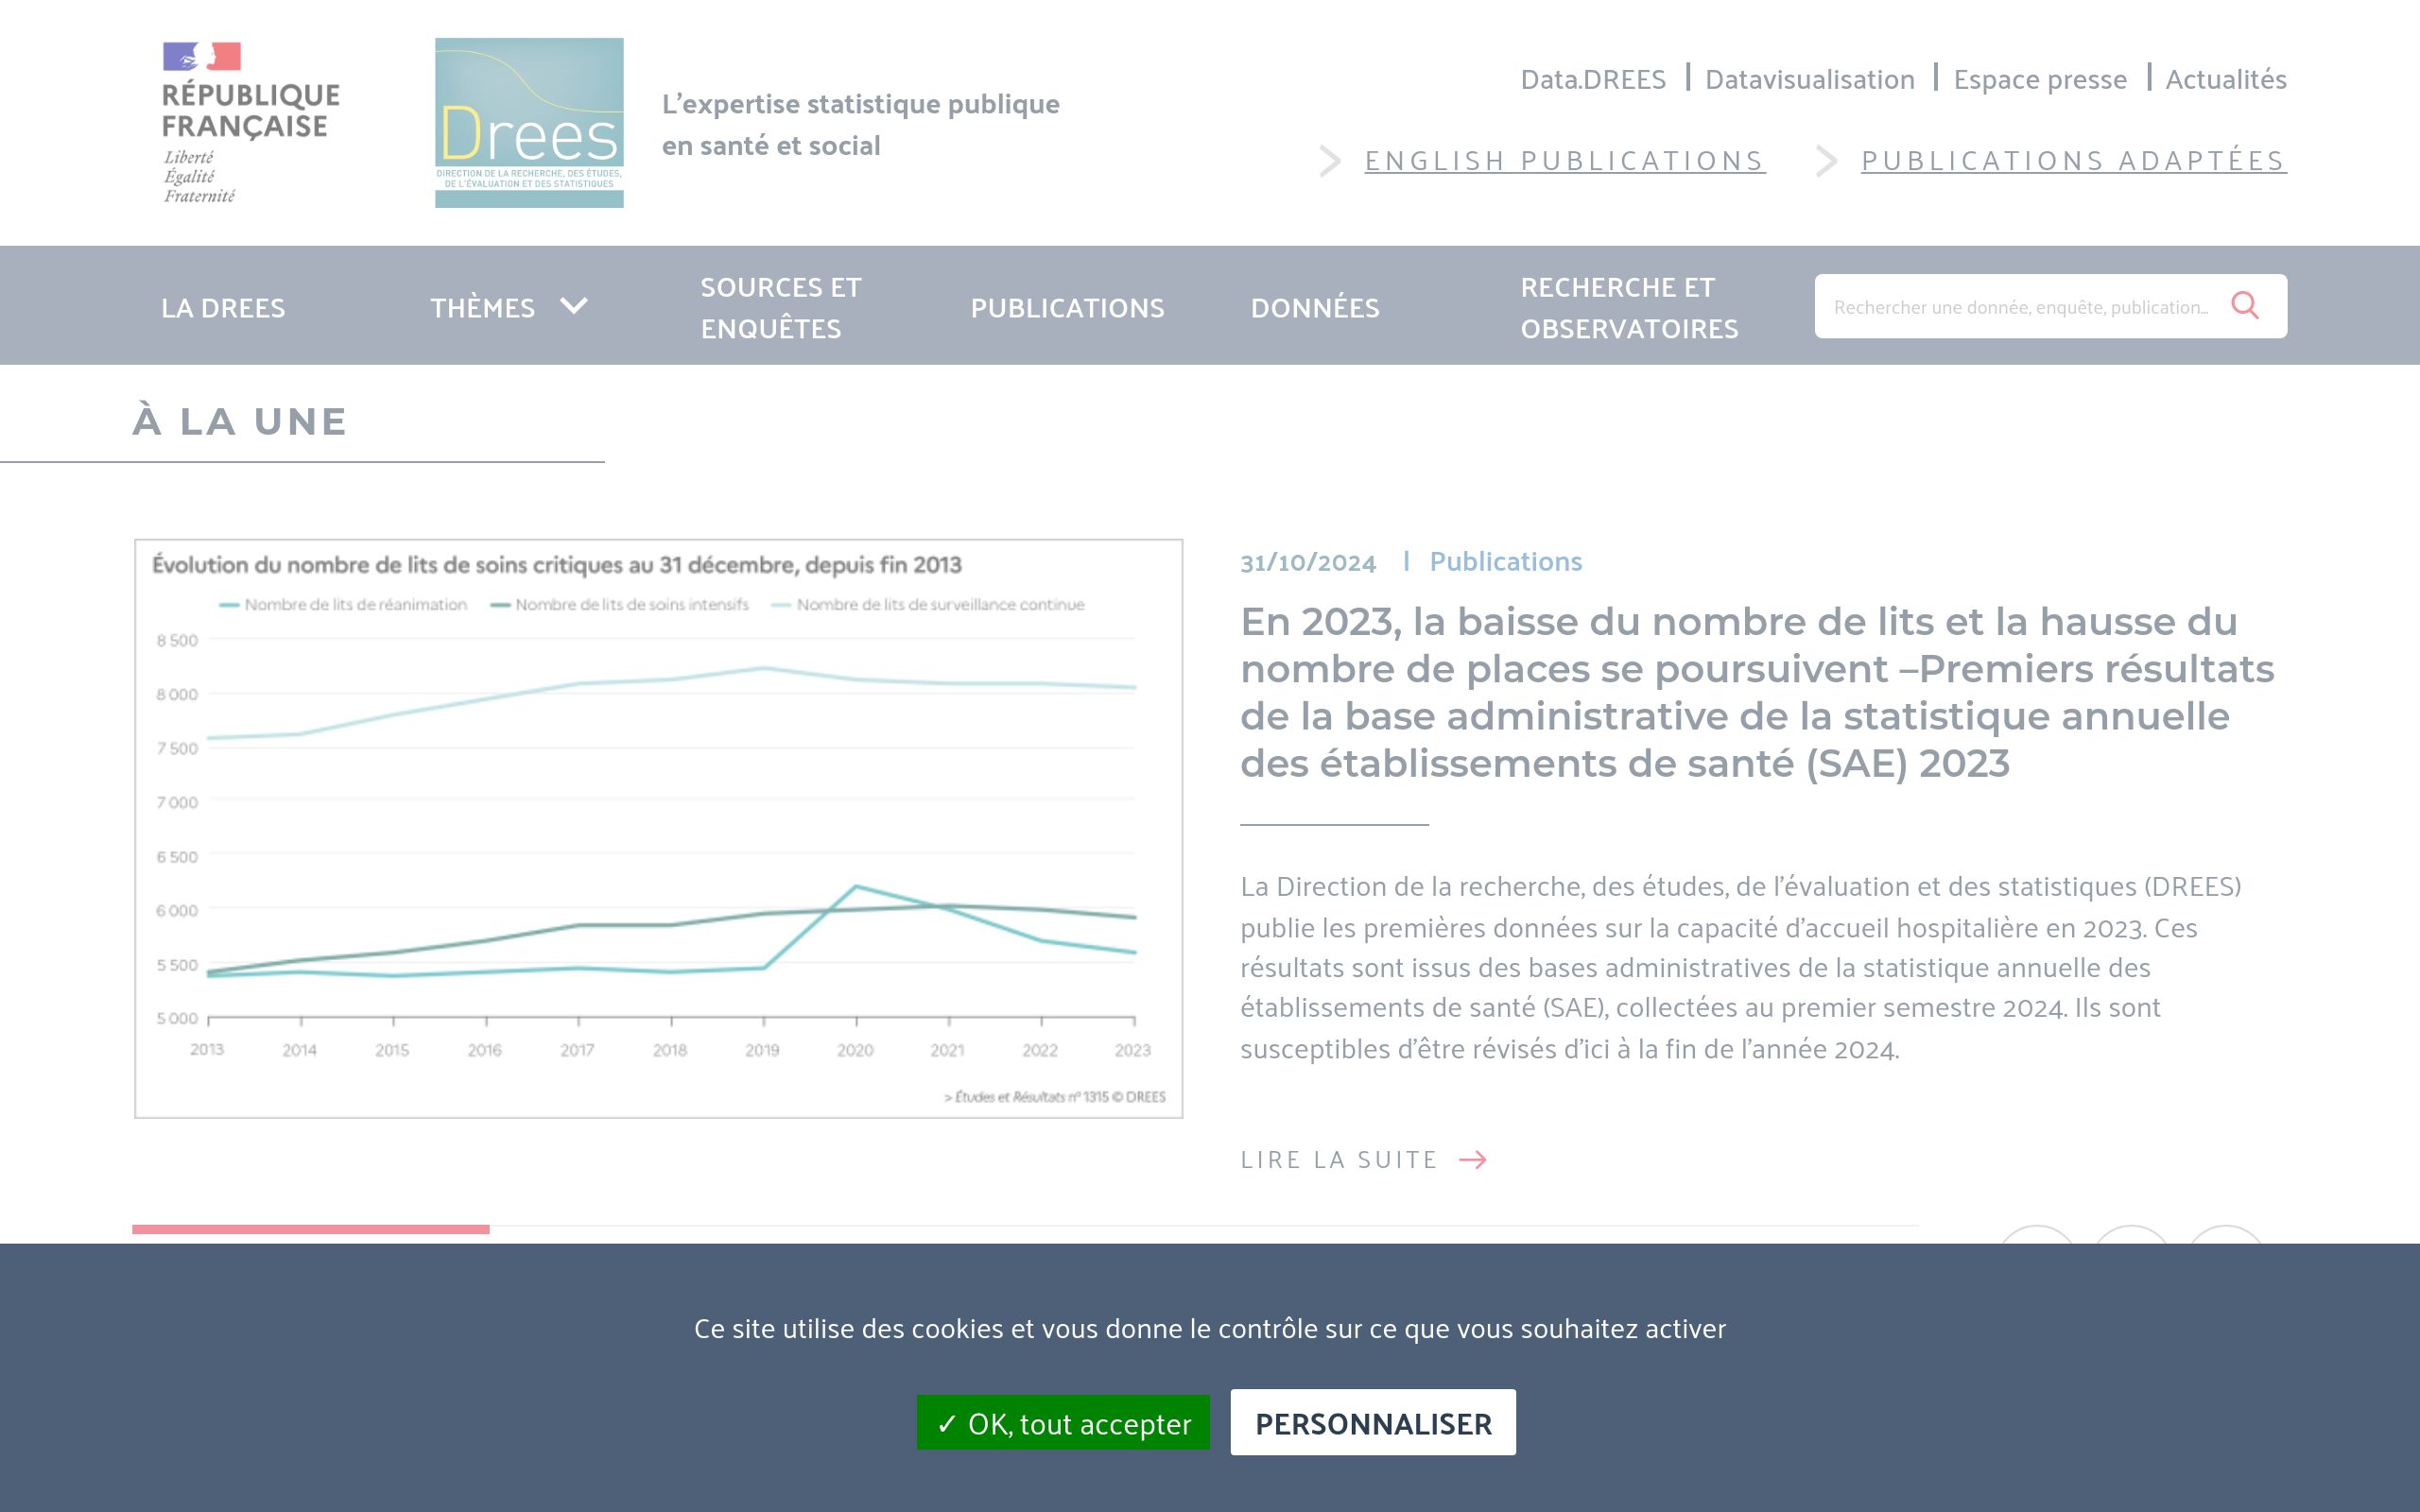 RÉPUBLIQUE
FRANÇAISE
Liberté
Égalité
Fraternité
Drees
DIRECTION DE LA RECHERCHE, DES ÉTUDES,
DE L'ÉVALUATION ET DES STATISTIQUES
L'expertise statistique publique
en santé et social
Data.DREES | Datavisualisation | Espace presse | Actualités
ENGLISH PUBLICATIONS
PUBLICATIONS ADAPTÉES
LA DREES
THÈMES
SOURCES ET
ENQUÊTES
PUBLICATIONS
DONNÉES
RECHERCHE ET
OBSERVATOIRES
Rechercher une donnée, enquête, publication...
À LA UNE
Évolution du nombre de lits de soins critiques au 31 décembre, depuis fin 2013
Nombre de lits de réanimation
Nombre de lits de soins intensifs
Nombre de lits de surveillance continue
8 500
8 000
7 500
7 000
6 500
6 000
5 500
5 000
2013 2014 2015 2016 2017 2018 2019 2020 2021 2022 2023
> Études et Résultats n° 1315 © DREES
31/10/2024 | Publications
En 2023, la baisse du nombre de lits et la hausse du
nombre de places se poursuivent –Premiers résultats
de la base administrative de la statistique annuelle
des établissements de santé (SAE) 2023
La Direction de la recherche, des études, de l'évaluation et des statistiques (DREES)
publie les premières données sur la capacité d'accueil hospitalière en 2023. Ces
résultats sont issus des bases administratives de la statistique annuelle des
établissements de santé (SAE), collectées au premier semestre 2024. Ils sont
susceptibles d'être révisés d'ici à la fin de l'année 2024.
LIRE LA SUITE
Ce site utilise des cookies et vous donne le contrôle sur ce que vous souhaitez activer
✓ OK, tout accepter
PERSONNALISER